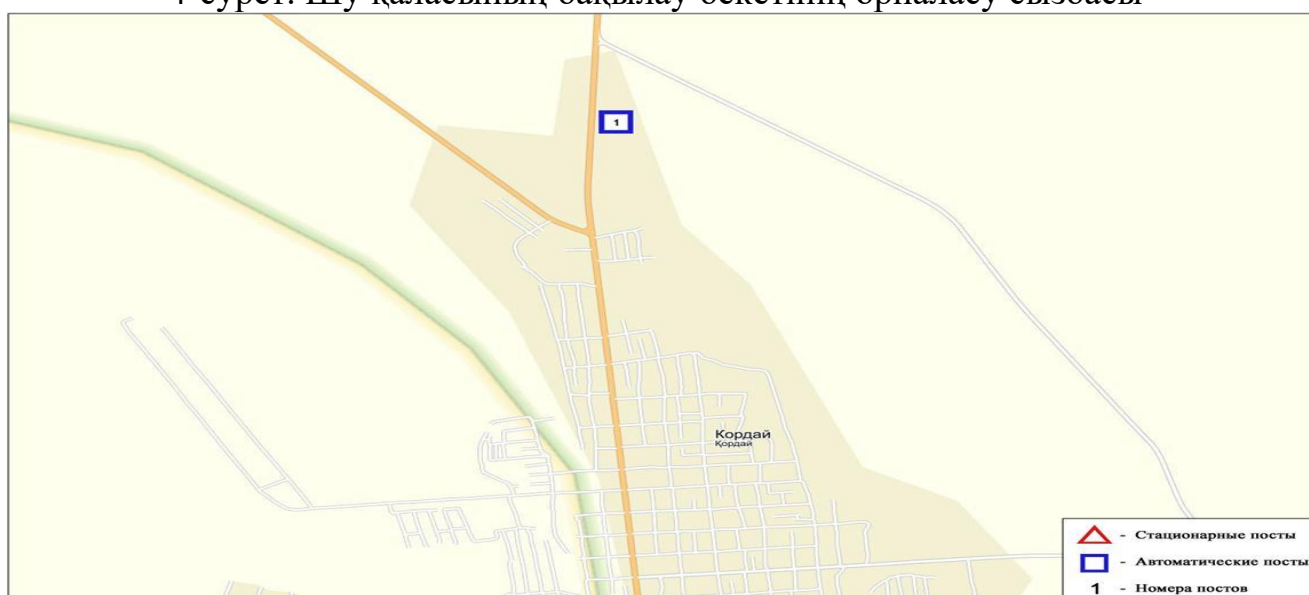 сурет. Шу қаласының бақылау бекетінің орналасу сызбасы
1
Кордай
Қордай
- Стационарные посты
- Автоматические посты
1 - Номера постов